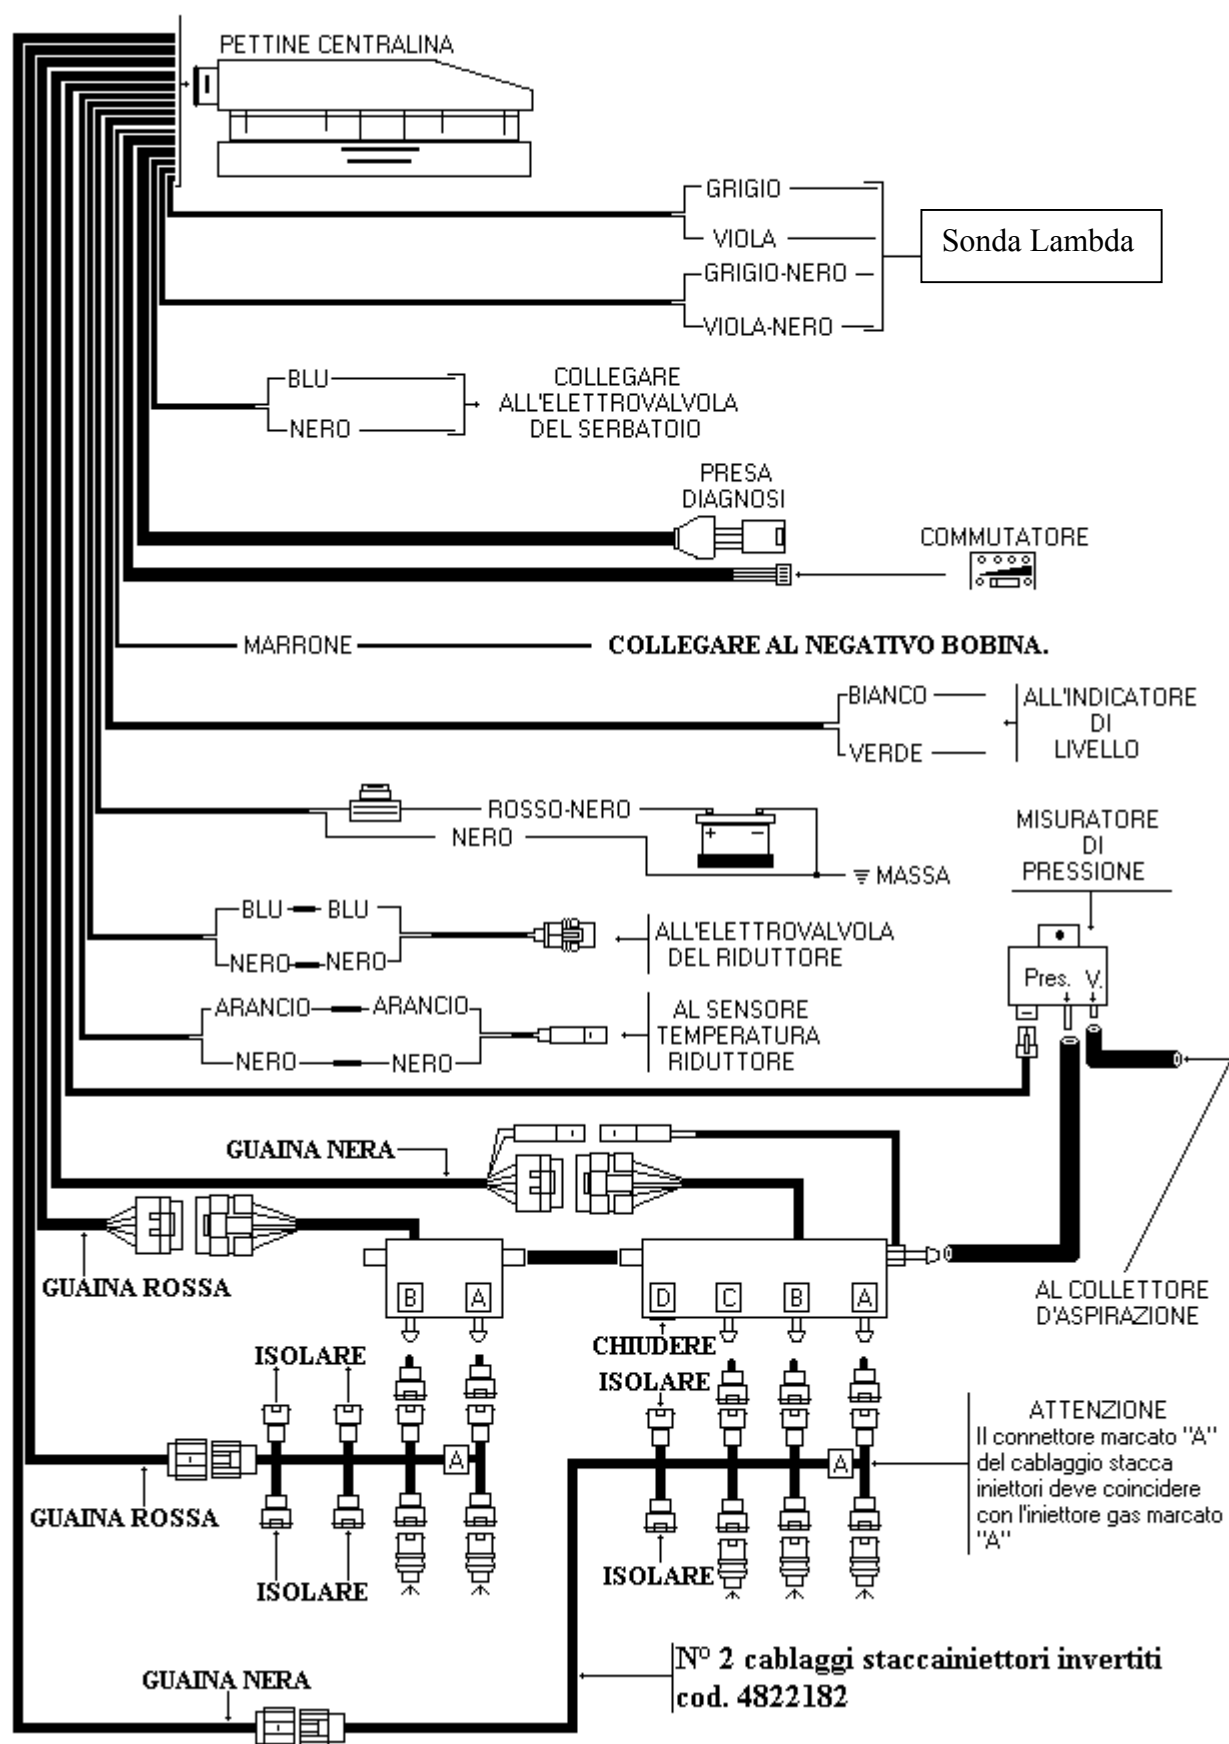 PETTINE CENTRALINA
GRIGIO
VIOLA
GRIGIO-NERO
VIOLA-NERO
Sonda Lambda
BLU
NERO
COLLEGARE
ALL'ELETTROVALVOLA
DEL SERBATOIO
PRESA
DIAGNOSI
COMMUTATORE
MARRONE
COLLEGARE AL NEGATIVO BOBINA.
BIANCO
VERDE
ALL'INDICATORE
DI
LIVELLO
ROSSO-NERO
NERO
+ −
MASSA
MISURATORE
DI
PRESSIONE
Pres. V.
BLU BLU
NERO NERO
ALL'ELETTROVALVOLA
DEL RIDUTTORE
ARANCIO ARANCIO
NERO NERO
AL SENSORE
TEMPERATURA
RIDUTTORE
GUAINA NERA
GUAINA ROSSA
B A
D C B A
CHIUDERE
AL COLLETTORE
D'ASPIRAZIONE
ISOLARE
ISOLARE
A
A
GUAINA ROSSA
ISOLARE
ISOLARE
ATTENZIONE
Il connettore marcato "A"
del cablaggio stacca
iniettori deve coincidere
con l'iniettore gas marcato
"A"
GUAINA NERA
N° 2 cablaggi staccainiettori invertiti
cod. 4822182